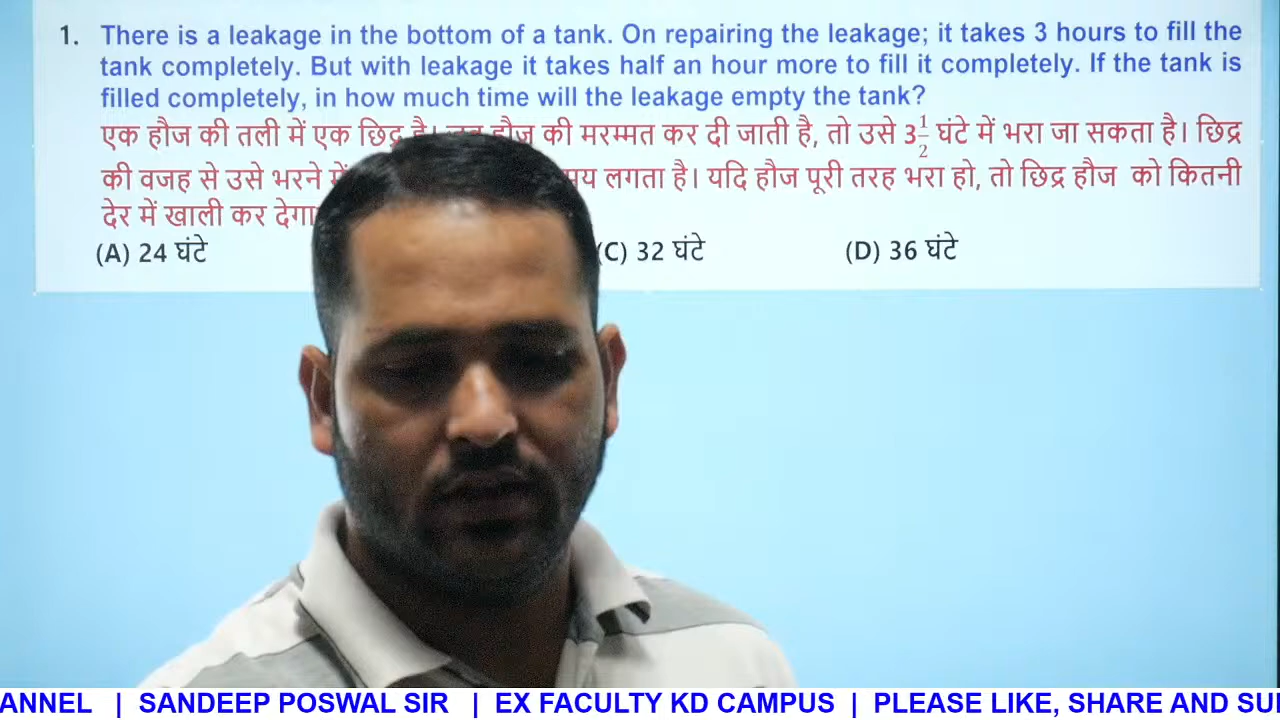 1. There is a leakage in the bottom of a tank. On repairing the leakage; it takes 3 hours to fill the
tank completely. But with leakage it takes half an hour more to fill it completely. If the tank is
filled completely, in how much time will the leakage empty the tank?
एक हौज की तली में एक छिद्र है। हौज की मरम्मत कर दी जाती है, तो उसे 3 1/2 घंटे में भरा जा सकता है। छिद्र
की वजह से उसे भरने लगता है। यदि हौज पूरी तरह भरा हो, तो छिद्र हौज को कितनी
देर में खाली कर देगा
(A) 24 घंटे (C) 32 घंटे (D) 36 घंटे
ANNEL | SANDEEP POSWAL SIR | EX FACULTY KD CAMPUS | PLEASE LIKE, SHARE AND